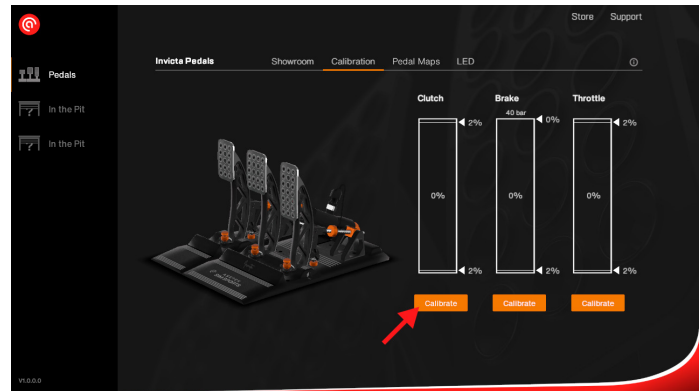 Store Support
Invicta Pedals Showroom Calibration Pedal Maps LED
Pedals
In the Pit
In the Pit
Clutch Brake Throttle
40 bar
2% 0% 2%
0% 0% 0%
2% 2% 2%
Calibrate Calibrate Calibrate
V1.0.0.0